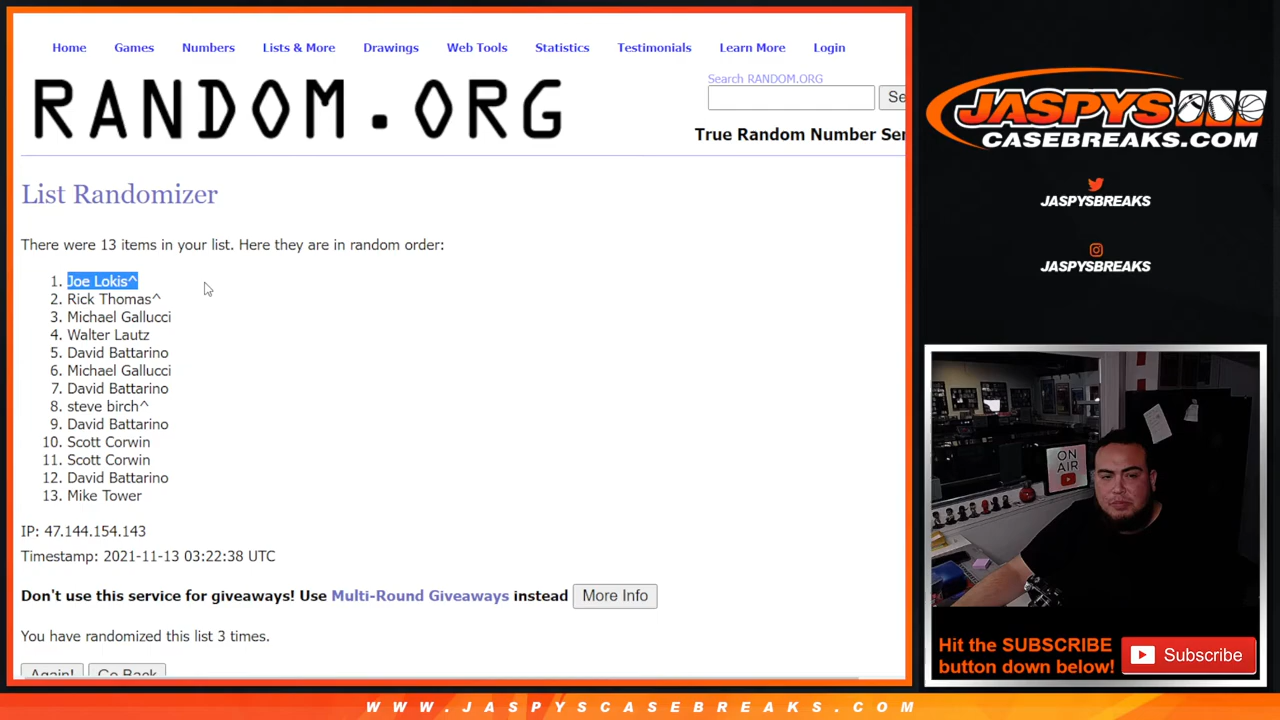 Home Games Numbers Lists & More Drawings Web Tools Statistics Testimonials Learn More Login
RANDOM.ORG
Search RANDOM.ORG
Se
True Random Number Ser
List Randomizer
There were 13 items in your list. Here they are in random order:
1. Joe Lokis^
2. Rick Thomas^
3. Michael Gallucci
4. Walter Lautz
5. David Battarino
6. Michael Gallucci
7. David Battarino
8. steve birch^
9. David Battarino
10. Scott Corwin
11. Scott Corwin
12. David Battarino
13. Mike Tower
IP: 47.144.154.143
Timestamp: 2021-11-13 03:22:38 UTC
Don't use this service for giveaways! Use Multi-Round Giveaways instead More Info
You have randomized this list 3 times.
Again! Go Back
JASPYS
CASEBREAKS.COM
JASPYSBREAKS
JASPYSBREAKS
ON
AIR
Hit the SUBSCRIBE
button down below!
Subscribe
WWW.JASPYSCASEBREAKS.COM